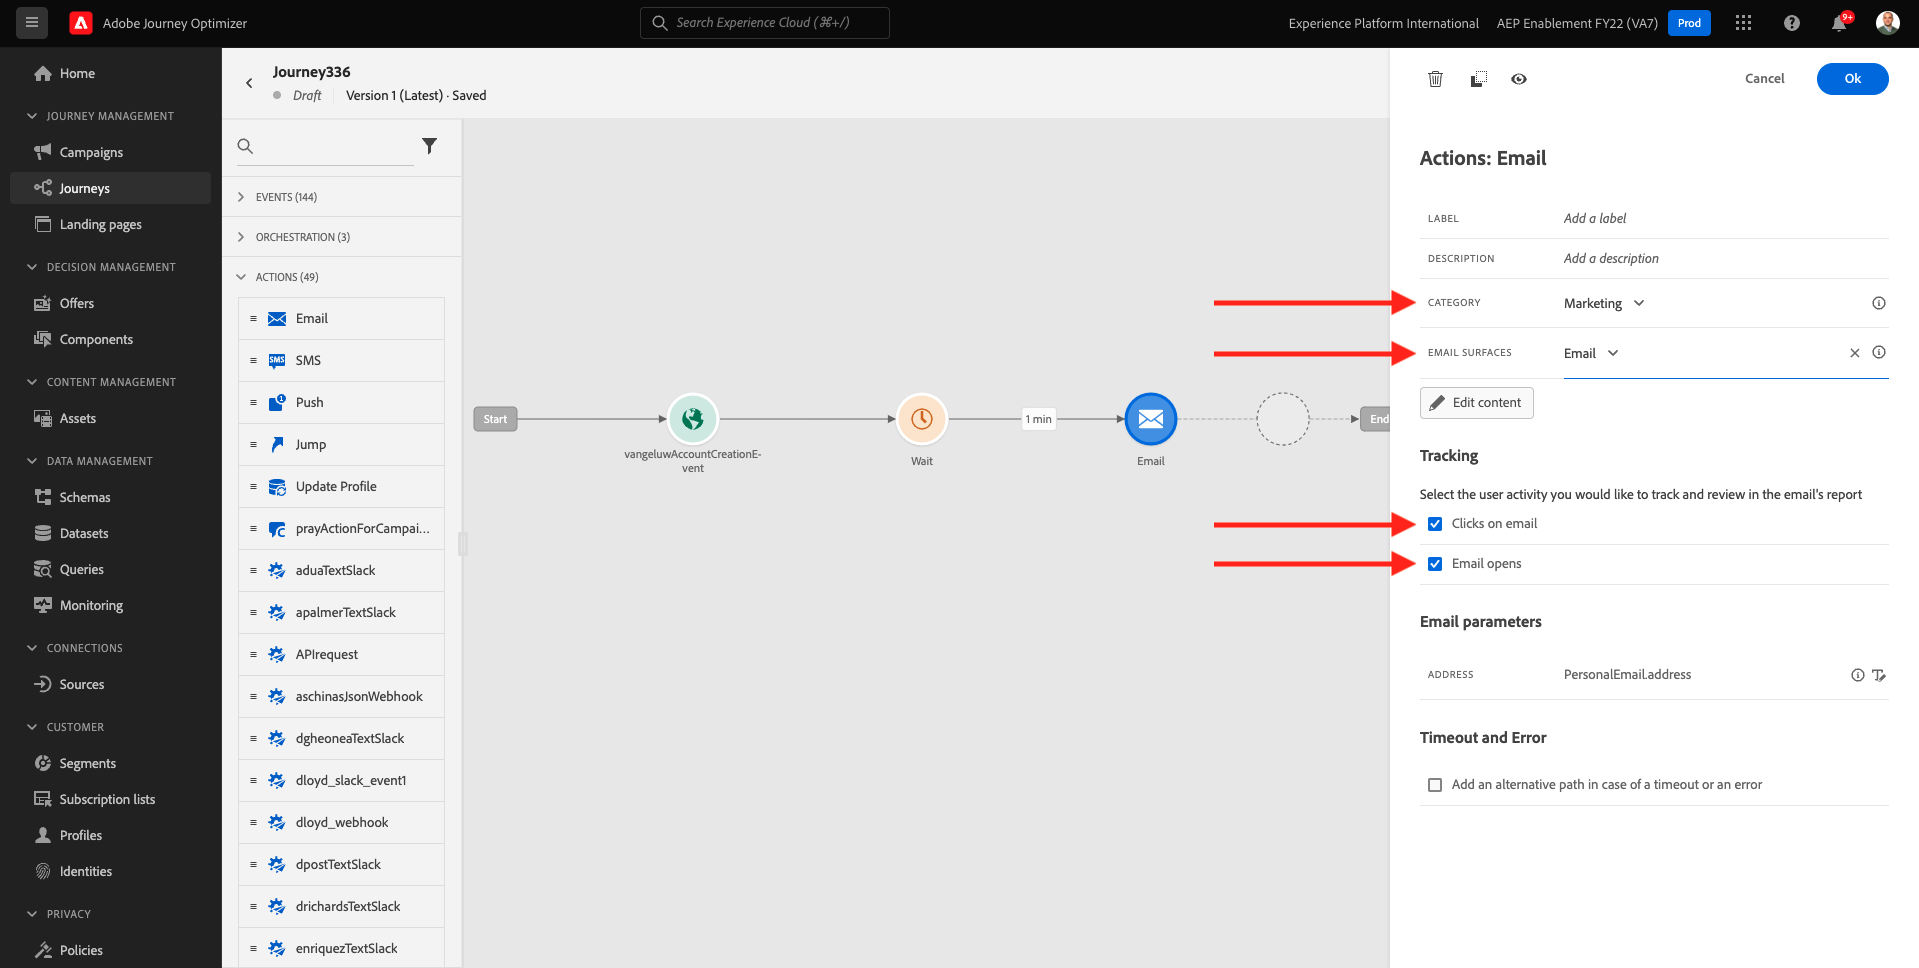 Adobe Journey Optimizer
Search Experience Cloud (⌘+/)
Experience Platform International
AEP Enablement FY22 (VA7)
Prod
9+
Home
JOURNEY MANAGEMENT
Campaigns
Journeys
Landing pages
DECISION MANAGEMENT
Offers
Components
CONTENT MANAGEMENT
Assets
DATA MANAGEMENT
Schemas
Datasets
Queries
Monitoring
CONNECTIONS
Sources
CUSTOMER
Segments
Subscription lists
Profiles
Identities
PRIVACY
Policies
Journey336
Draft
Version 1 (Latest) · Saved
EVENTS (144)
ORCHESTRATION (3)
ACTIONS (49)
Email
SMS
SMS
Push
Jump
Update Profile
prayActionForCampai...
aduaTextSlack
apalmerTextSlack
APIrequest
aschinasJsonWebhook
dgheoneaTextSlack
dloyd_slack_event1
dloyd_webhook
dpostTextSlack
drichardsTextSlack
enriquezTextSlack
Start
vangeluwAccountCreationE-
vent
Wait
1 min
Email
End
Cancel
Ok
Actions: Email
LABEL
Add a label
DESCRIPTION
Add a description
CATEGORY
Marketing
EMAIL SURFACES
Email
Edit content
Tracking
Select the user activity you would like to track and review in the email's report
Clicks on email
Email opens
Email parameters
ADDRESS
PersonalEmail.address
Timeout and Error
Add an alternative path in case of a timeout or an error